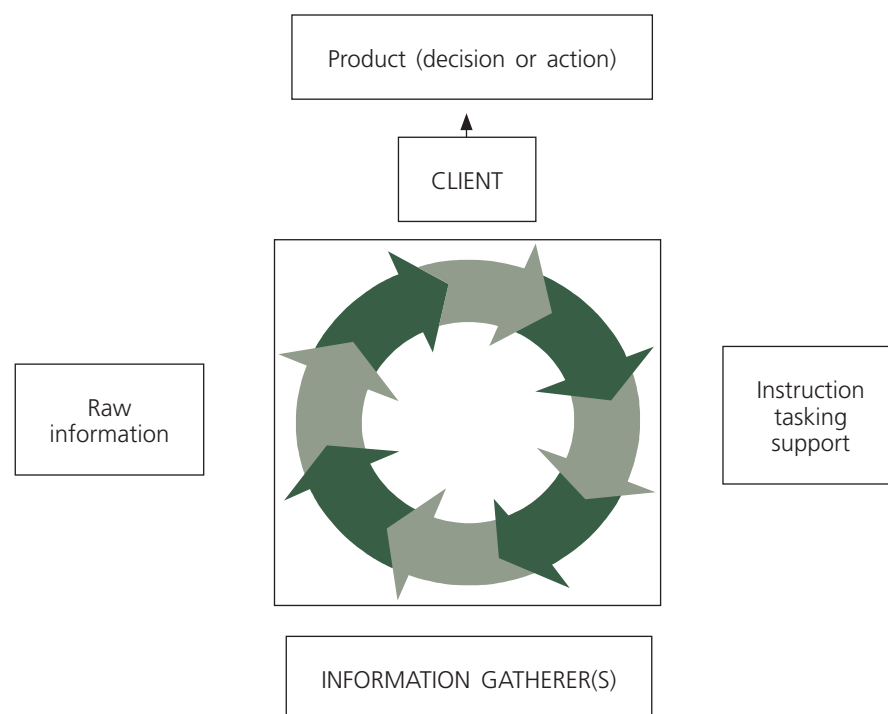 Product (decision or action)
CLIENT
Raw
information
Instruction
tasking
support
INFORMATION GATHERER(S)